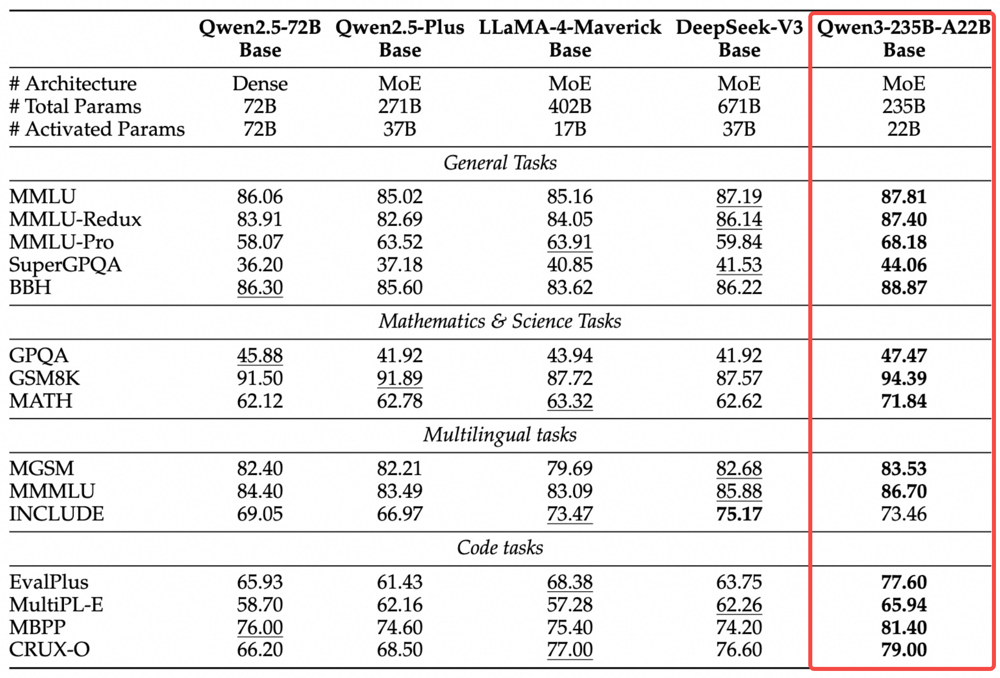 Qwen2.5-72B Qwen2.5-Plus LLaMA-4-Maverick DeepSeek-V3 Qwen3-235B-A22B
Base Base Base Base Base
# Architecture Dense MoE MoE MoE MoE
# Total Params 72B 271B 402B 671B 235B
# Activated Params 72B 37B 17B 37B 22B
General Tasks
MMLU 86.06 85.02 85.16 87.19 87.81
MMLU-Redux 83.91 82.69 84.05 86.14 87.40
MMLU-Pro 58.07 63.52 63.91 59.84 68.18
SuperGPQA 36.20 37.18 40.85 41.53 44.06
BBH 86.30 85.60 83.62 86.22 88.87
Mathematics & Science Tasks
GPQA 45.88 41.92 43.94 41.92 47.47
GSM8K 91.50 91.89 87.72 87.57 94.39
MATH 62.12 62.78 63.32 62.62 71.84
Multilingual tasks
MGSM 82.40 82.21 79.69 82.68 83.53
MMMLU 84.40 83.49 83.09 85.88 86.70
INCLUDE 69.05 66.97 73.47 75.17 73.46
Code tasks
EvalPlus 65.93 61.43 68.38 63.75 77.60
MultiPL-E 58.70 62.16 57.28 62.26 65.94
MBPP 76.00 74.60 75.40 74.20 81.40
CRUX-O 66.20 68.50 77.00 76.60 79.00